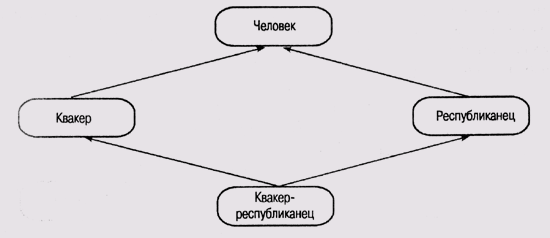 Человек
Квакер
Республиканец
Квакер-
республиканец